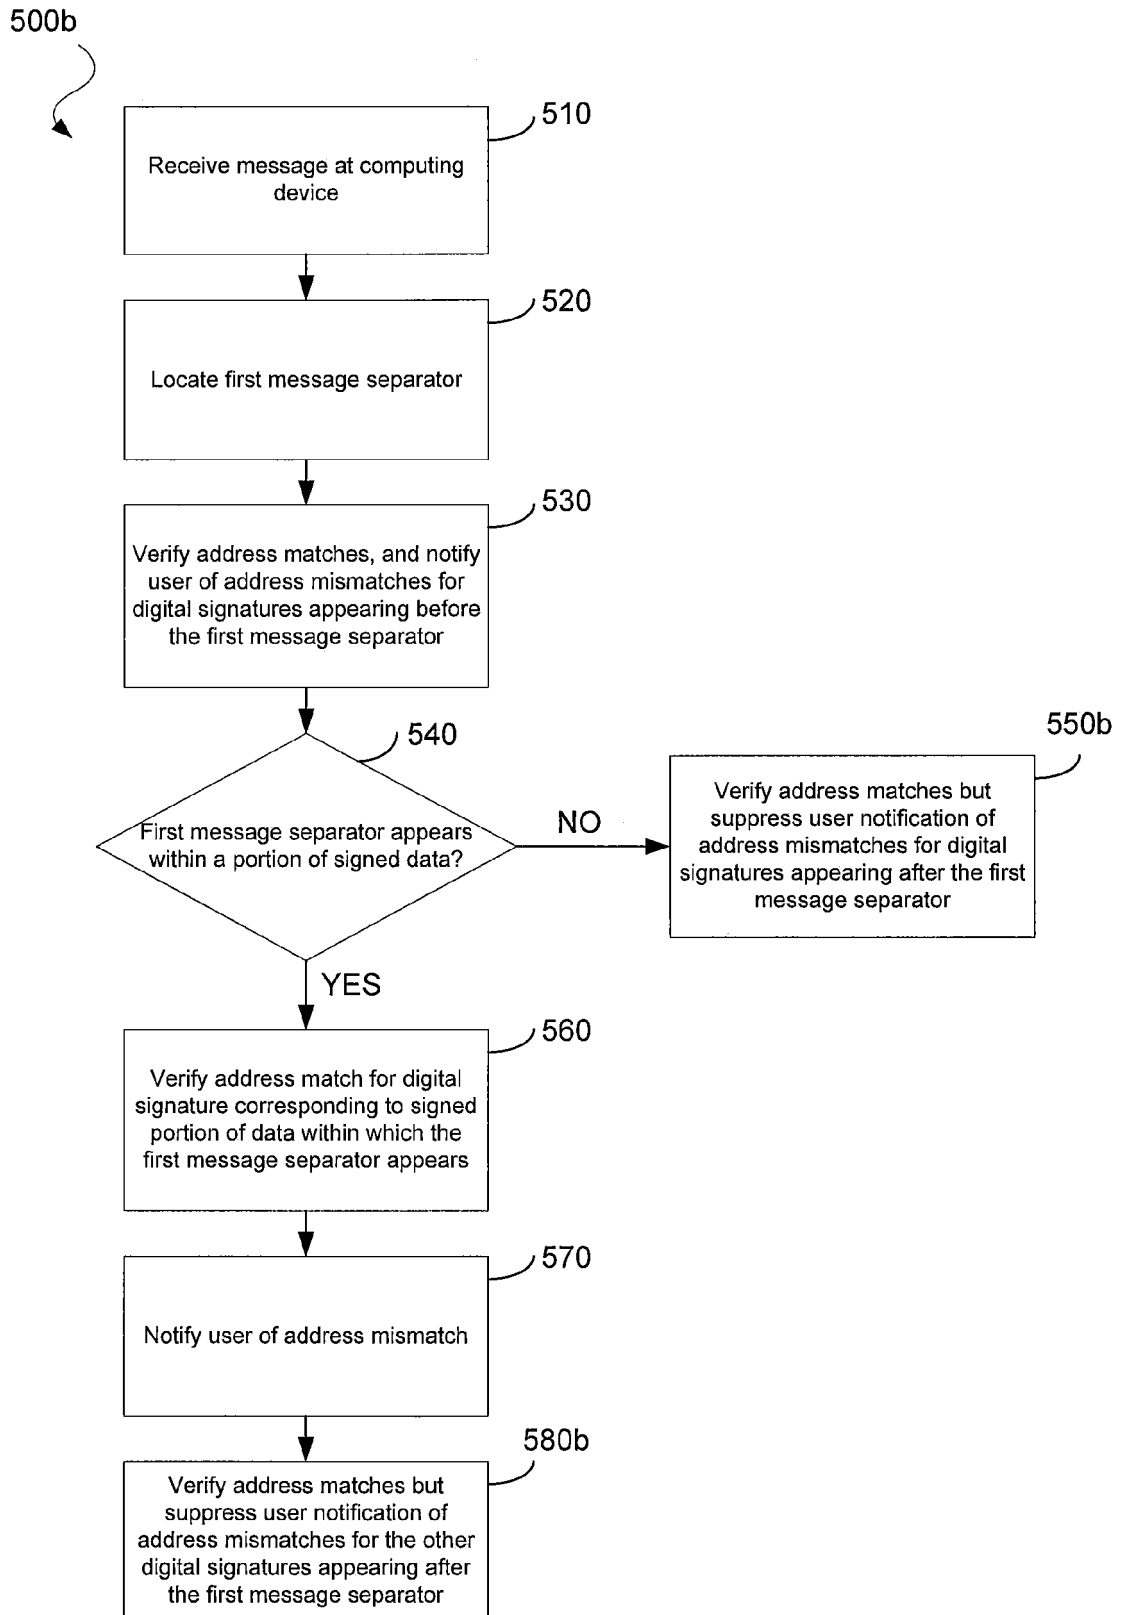 500b
510
Receive message at computing
device
520
Locate first message separator
530
Verify address matches, and notify
user of address mismatches for
digital signatures appearing before
the first message separator
540
First message separator appears
within a portion of signed data?
NO
550b
Verify address matches but
suppress user notification of
address mismatches for digital
signatures appearing after the first
message separator
YES
560
Verify address match for digital
signature corresponding to signed
portion of data within which the
first message separator appears
570
Notify user of address mismatch
580b
Verify address matches but
suppress user notification of
address mismatches for the other
digital signatures appearing after
the first message separator